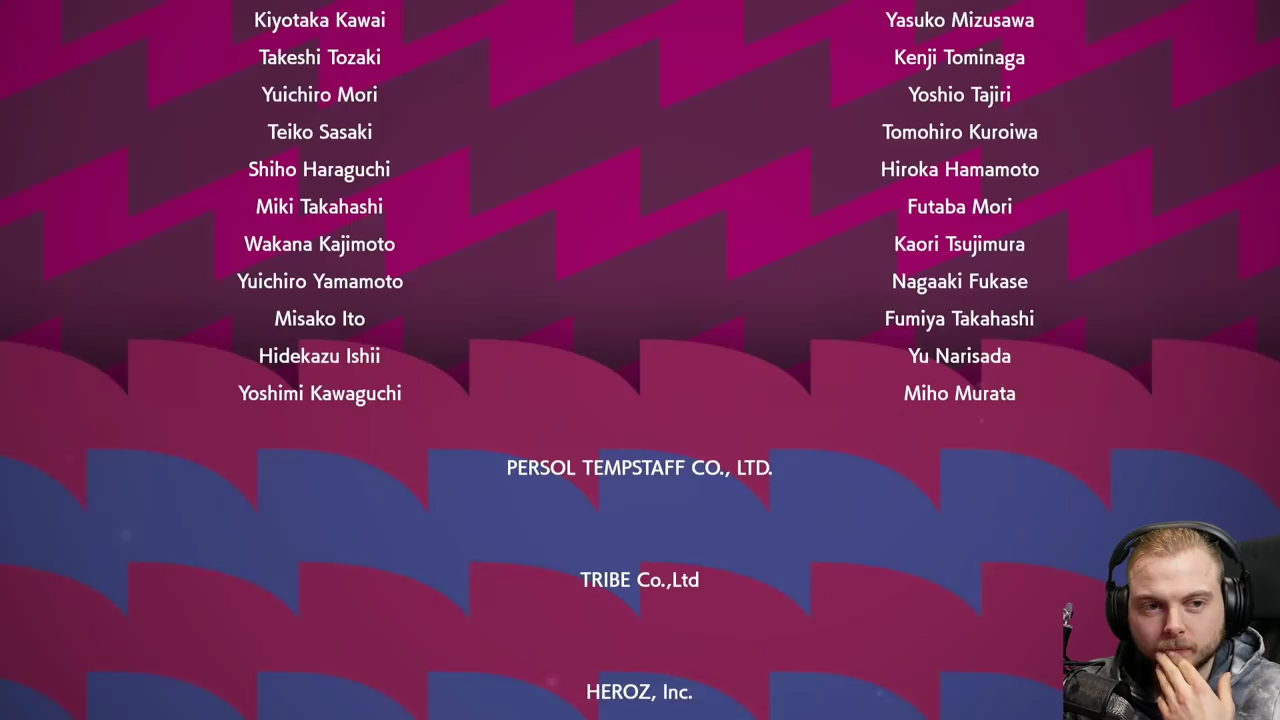 Kiyotaka Kawai
Yasuko Mizusawa
Takeshi Tozaki
Kenji Tominaga
Yuichiro Mori
Yoshio Tajiri
Teiko Sasaki
Tomohiro Kuroiwa
Shiho Haraguchi
Hiroka Hamamoto
Miki Takahashi
Futaba Mori
Wakana Kajimoto
Kaori Tsujimura
Yuichiro Yamamoto
Nagaaki Fukase
Misako Ito
Fumiya Takahashi
Hidekazu Ishii
Yu Narisada
Yoshimi Kawaguchi
Miho Murata
PERSOL TEMPSTAFF CO., LTD.
TRIBE Co.,Ltd
HEROZ, Inc.